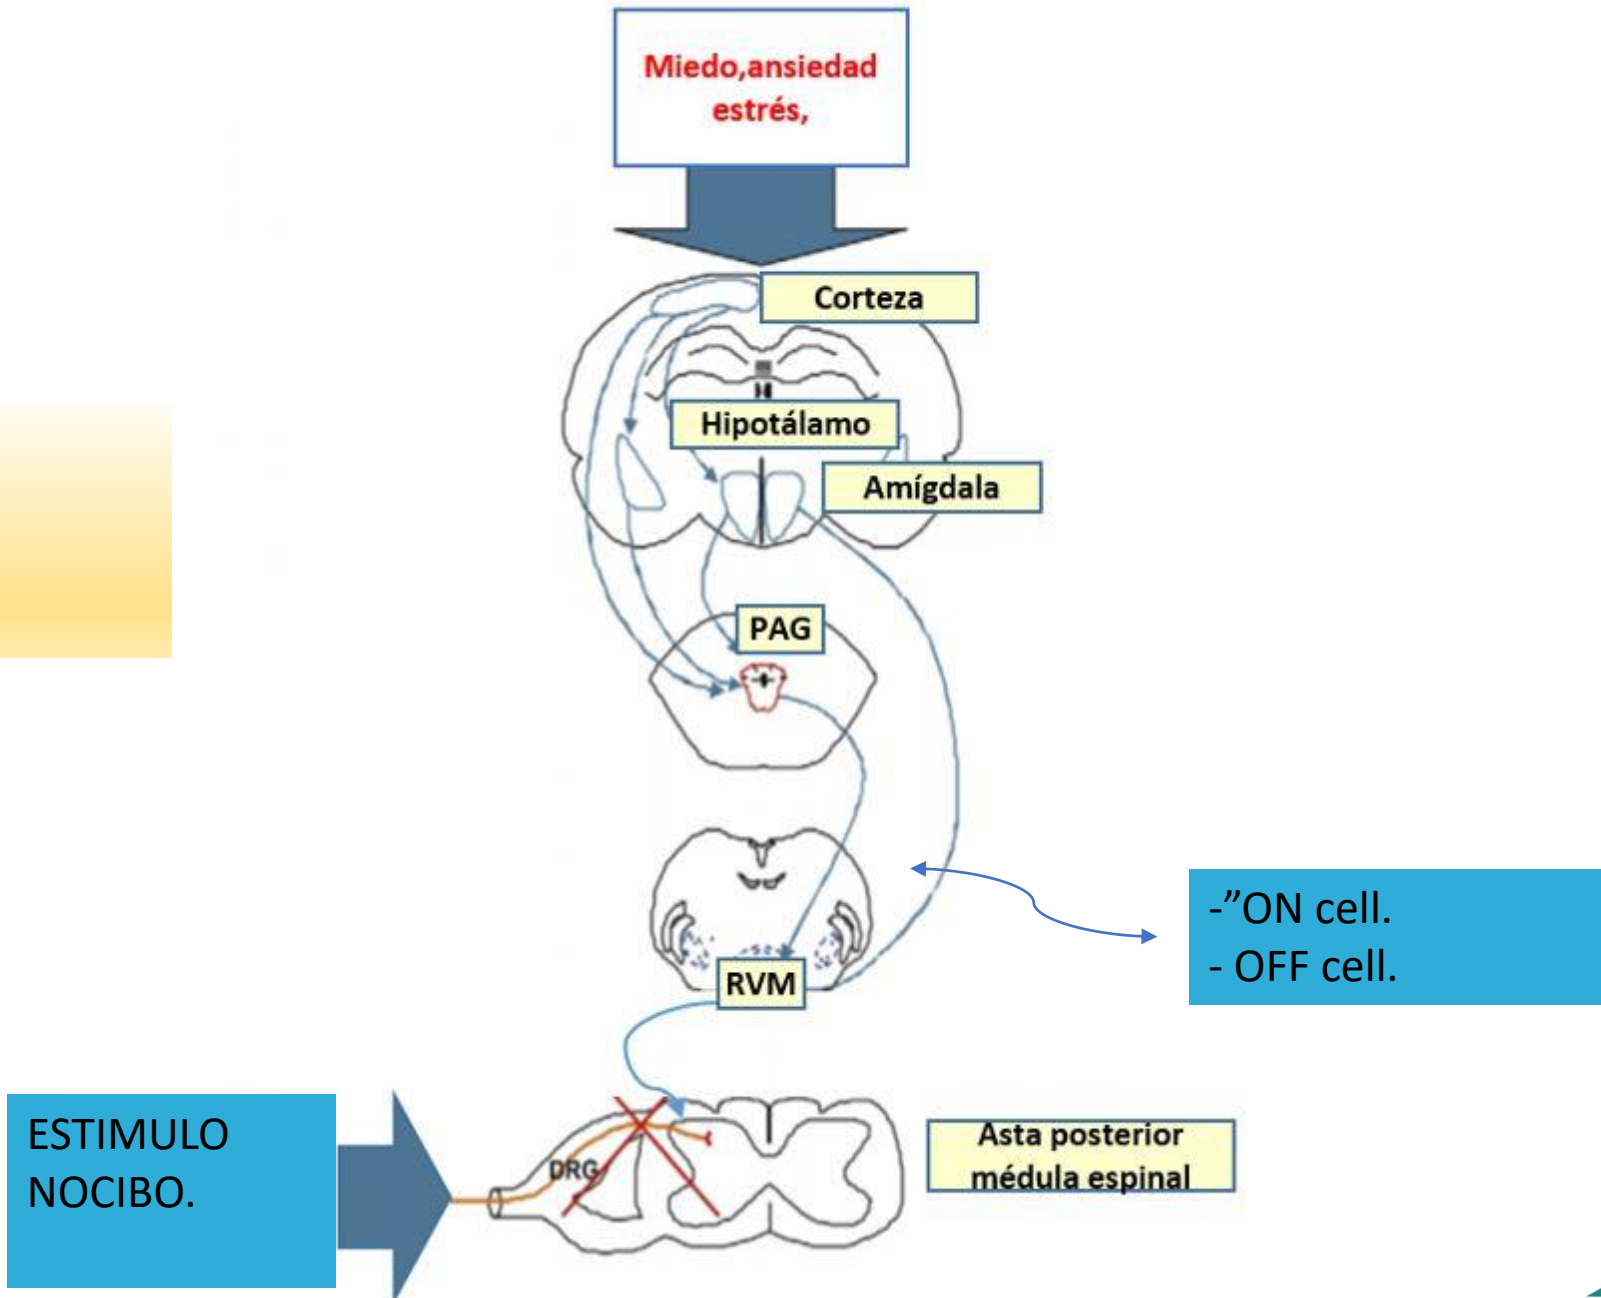 Miedo,ansiedad
estrés,
Corteza
Hipotálamo
Amígdala
PAG
-”ON cell.
- OFF cell.
RVM
ESTIMULO
NOCIBO.
DRG
Asta posterior
médula espinal